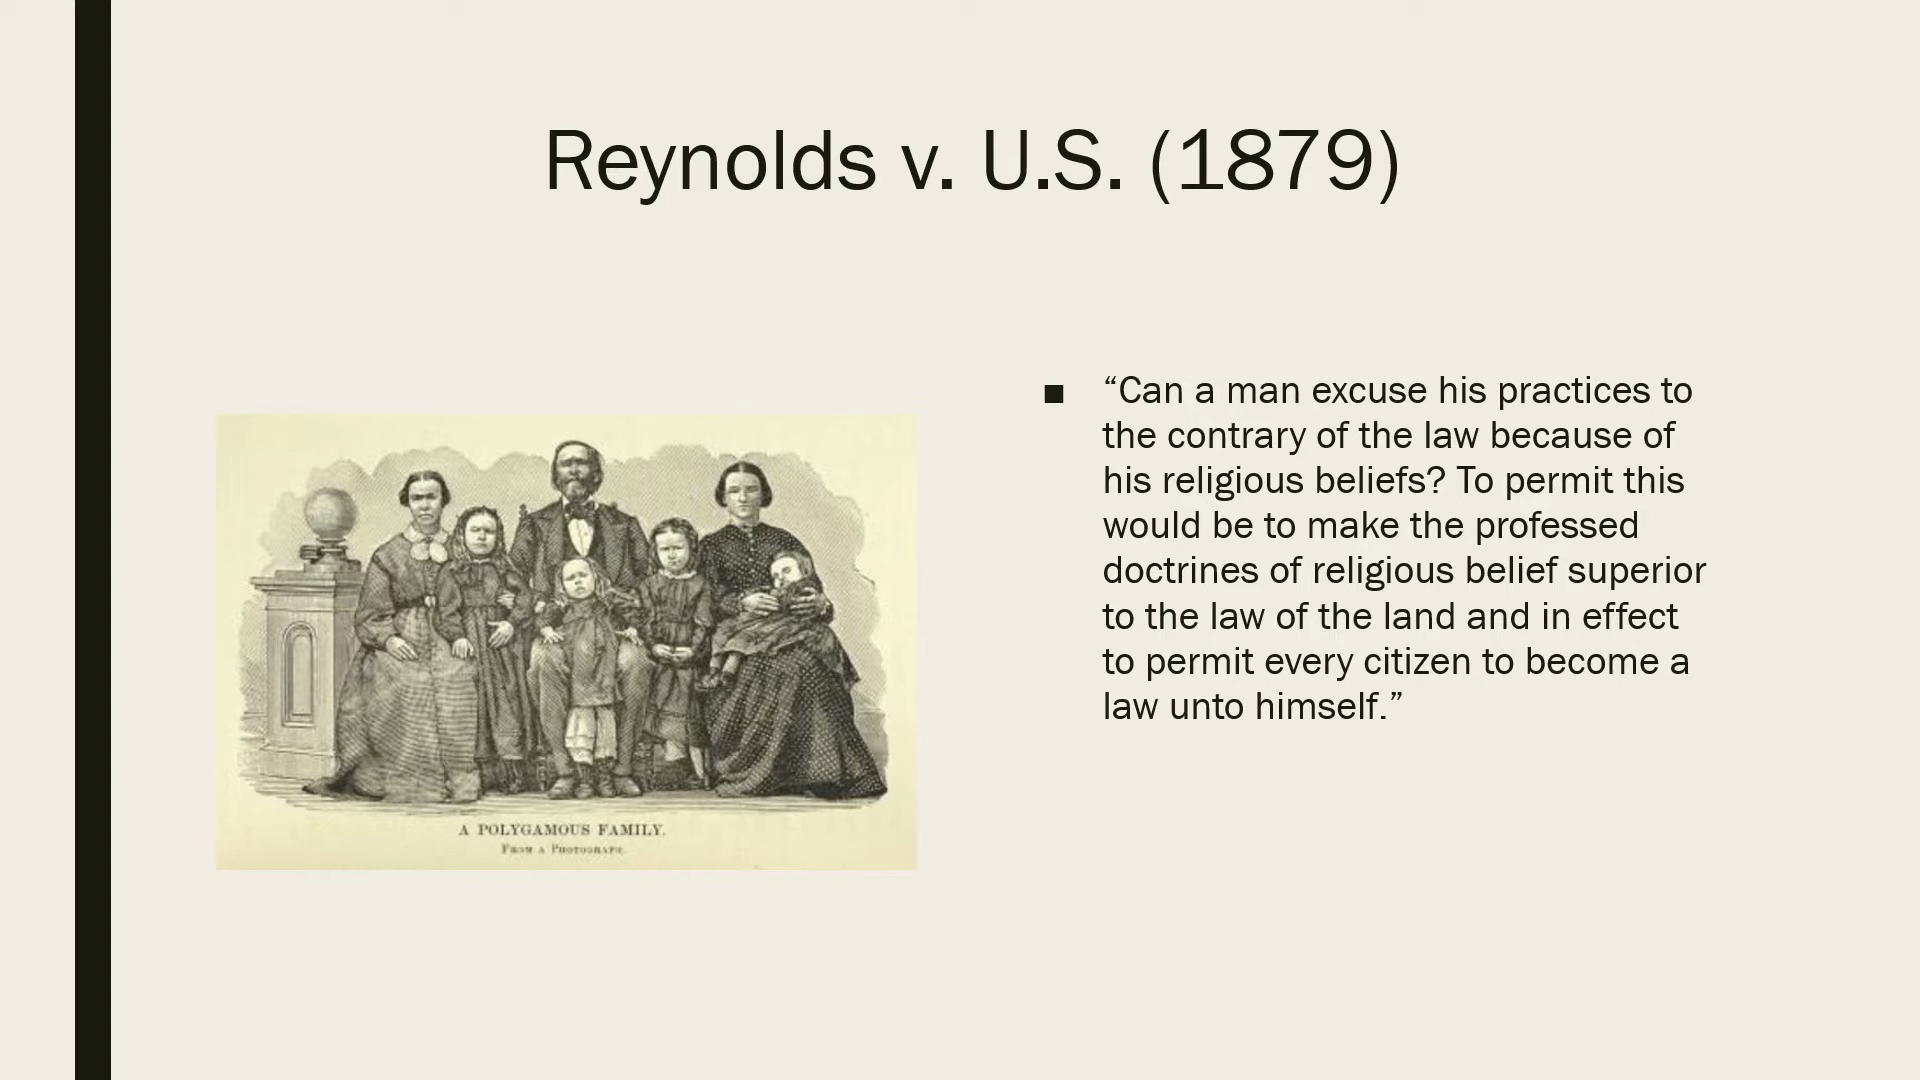 Reynolds v. U.S. (1879)
A POLYGAMOUS FAMILY.
From a Photograph.
■ “Can a man excuse his practices to
the contrary of the law because of
his religious beliefs? To permit this
would be to make the professed
doctrines of religious belief superior
to the law of the land and in effect
to permit every citizen to become a
law unto himself.”